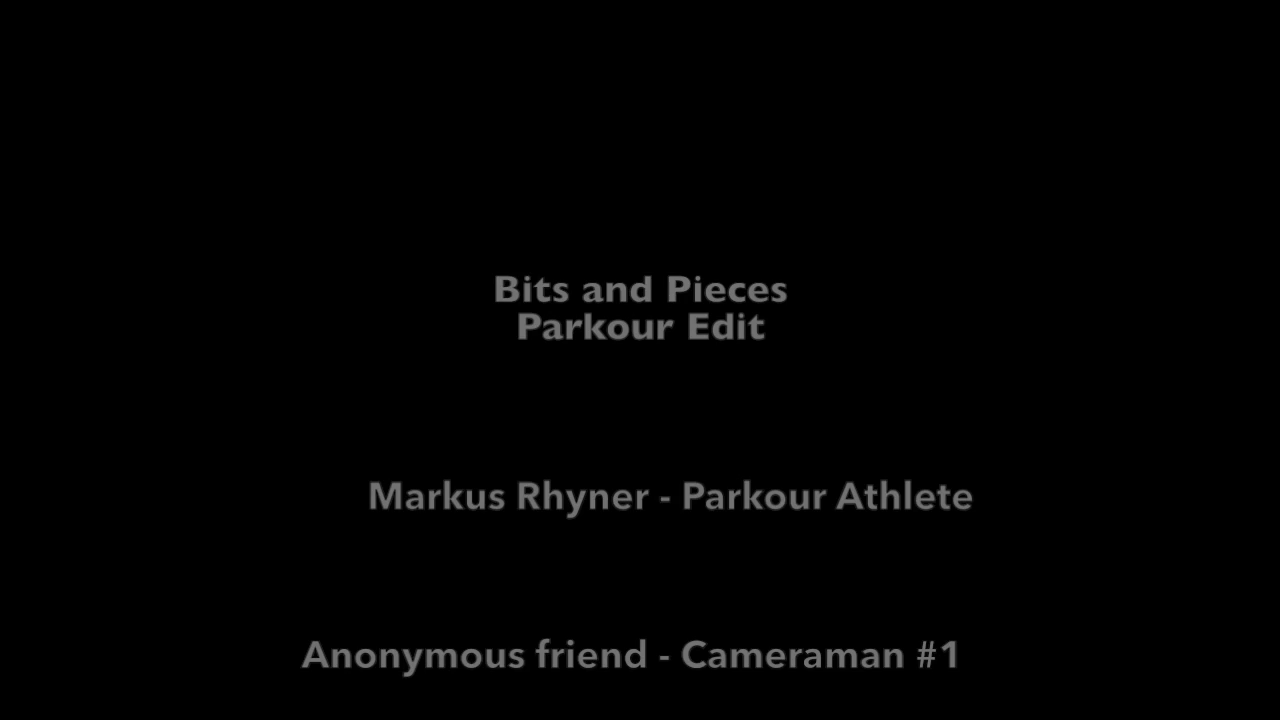 Bits and Pieces
Parkour Edit
Markus Rhyner - Parkour Athlete
Anonymous friend - Cameraman #1